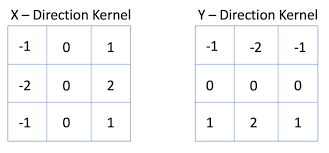 X – Direction Kernel
-1 0 1
-2 0 2
-1 0 1
Y – Direction Kernel
-1 -2 -1
0 0 0
1 2 1